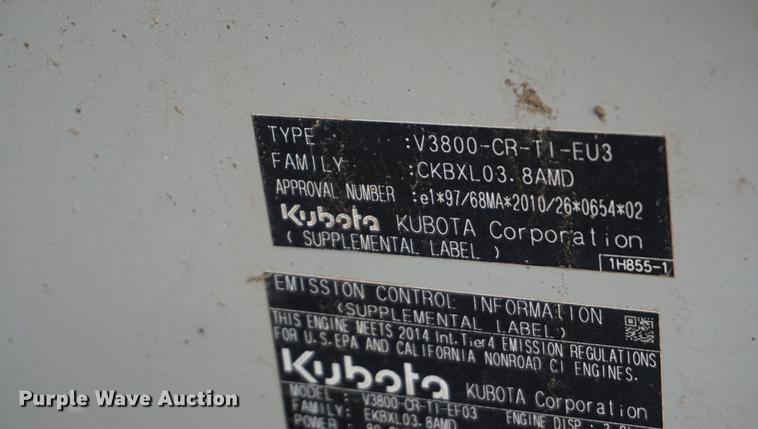 TYPE :V3800-CR-TI-EU3
FAMILY :CKBXL03.8AMD
APPROVAL NUMBER :e1*97/68MA*2010/26*0654*02
Kubota KUBOTA Corporation
( SUPPLEMENTAL LABEL )
1H855-1
EMISSION CONTROL INFORMATION
(SUPPLEMENTAL LABEL)
THIS ENGINE MEETS 2014 Int.Tier4 EMISSION REGULATIONS
FOR U.S.EPA AND CALIFORNIA NONROAD CI ENGINES.
Kubota KUBOTA Corporation
MODEL : V3800-CR-TI-EF03
FAMILY: EKBXL03.8AMD ENGINE DISP :
POWER :
Purple Wave Auction